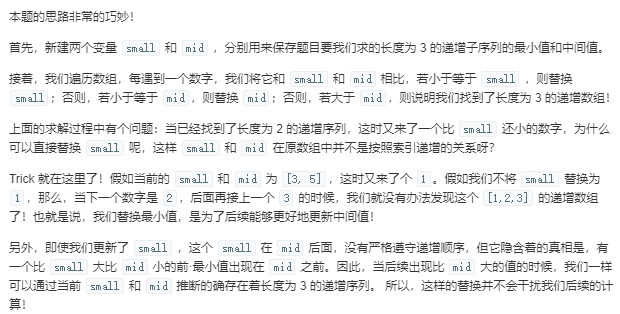 本题的思路非常的巧妙！
首先，新建两个变量 small 和 mid ，分别用来保存题目要我们求的长度为 3 的递增子序列的最小值和中间值。
接着，我们遍历数组，每遇到一个数字，我们将它和 small 和 mid 相比，若小于等于 small ，则替换
small；否则，若小于等于 mid，则替换 mid；否则，若大于 mid，则说明我们找到了长度为 3 的递增数组！
上面的求解过程中有个问题：当已经找到了长度为 2 的递增序列，这时又来了一个比 small 还小的数字，为什么
可以直接替换 small 呢，这样 small 和 mid 在原数组中并不是按照索引递增的关系呀？
Trick 就在这里了！假如当前的 small 和 mid 为 [3, 5]，这时又来了个 1。假如我们不将 small 替换为
1，那么，当下一个数字是 2，后面再接上一个 3 的时候，我们就没有办法发现这个 [1,2,3] 的递增数组
了！也就是说，我们替换最小值，是为了后续能够更好地更新中间值！
另外，即使我们更新了 small ，这个 small 在 mid 后面，没有严格遵守递增顺序，但它隐含着的真相是，有
一个比 small 大比 mid 小的前·最小值出现在 mid 之前。因此，当后续出现比 mid 大的值的时候，我们一样
可以通过当前 small 和 mid 推断的确存在着长度为 3 的递增序列。 所以，这样的替换并不会干扰我们后续的计
算！